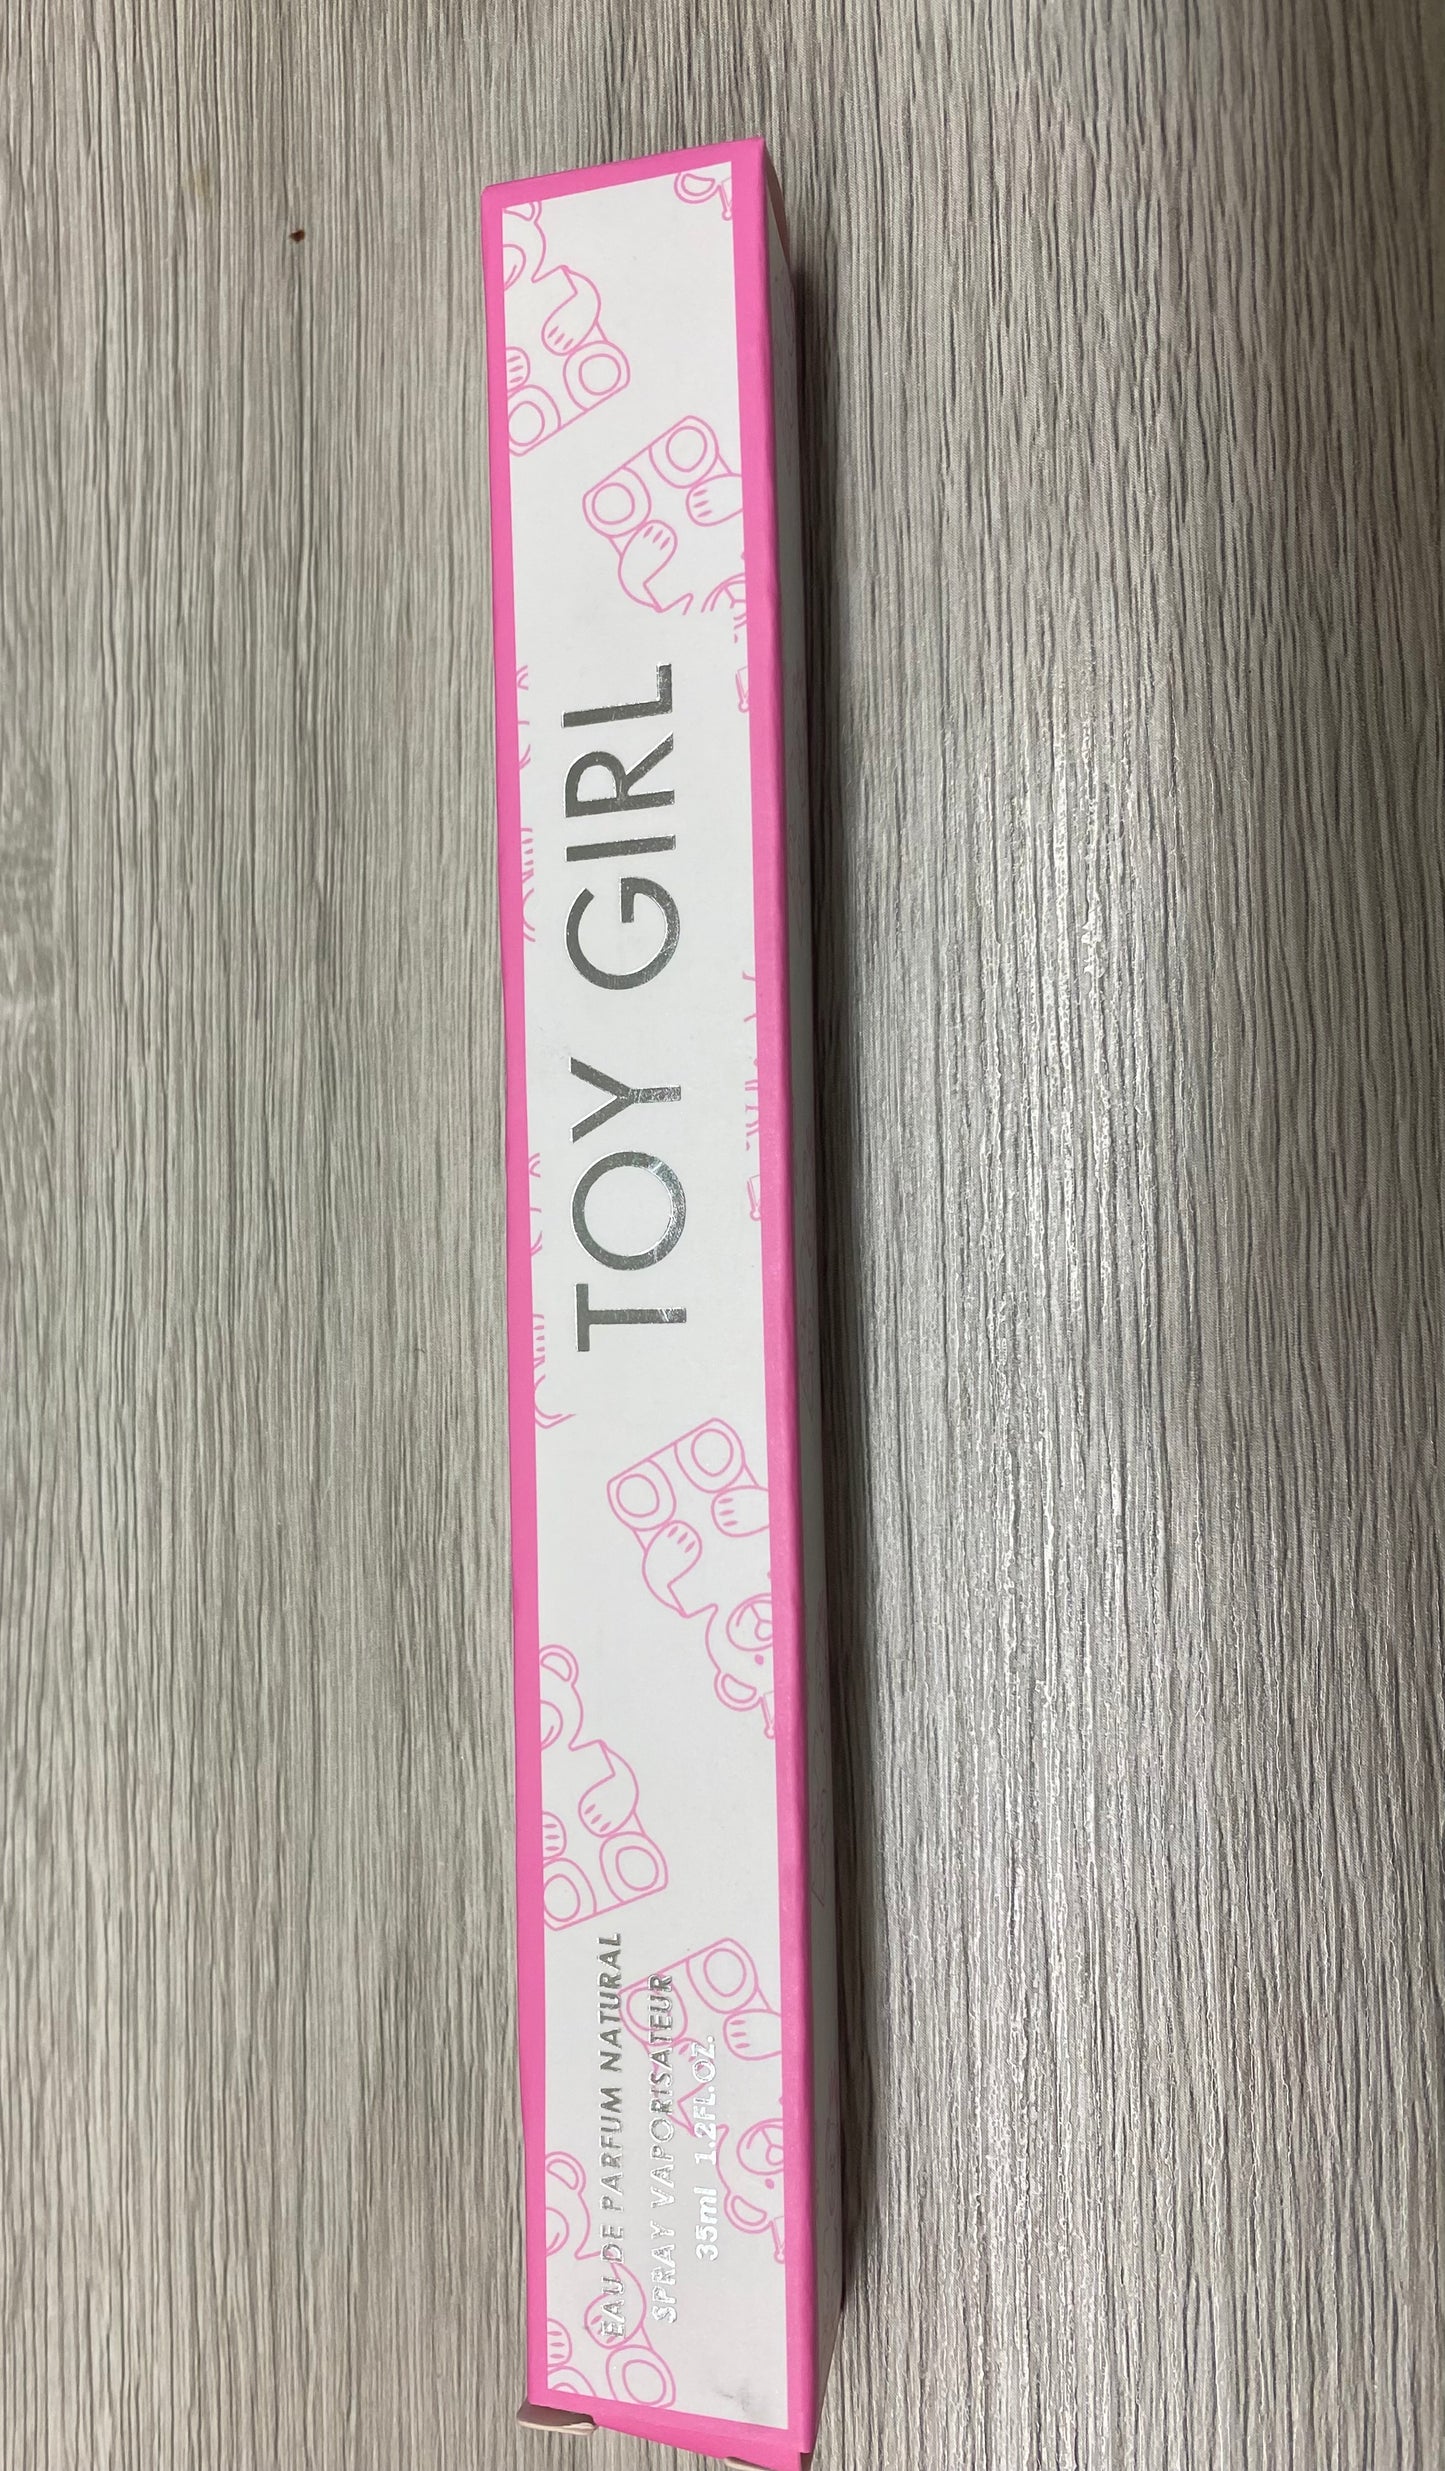 TOY GIRL
EAU DE PARFUM NATURAL
SPRAY VAPORISATEUR
35ml 1.2FL.OZ.